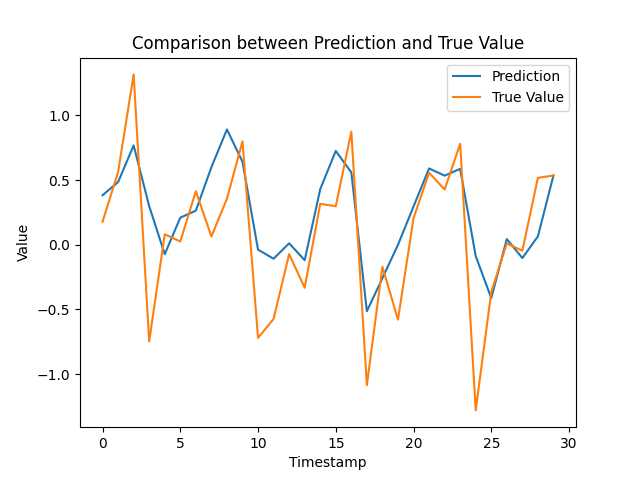 Comparison between Prediction and True Value
Prediction
True Value
1.0
0.5
0.0
−0.5
−1.0
Value
0 5 10 15 20 25 30
Timestamp